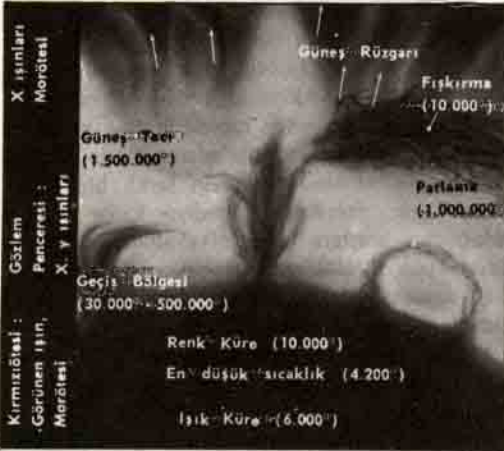 X ışınları
Morötesi
Gözlem
Penceresi :
X. γ ışınları
Kırmızıötesi :
Görünen ışın,
Morötesi
Güneş Rüzgarı
Fışkırma
(10.000°)
Güneş Tacı
(1.500.000°)
Parlama
(1,000.000
Geçiş Bölgesi
(30.000° - 500.000°)
Renk Küre (10.000°)
En düşük sıcaklık (4.200°)
Işık Küre (6.000°)